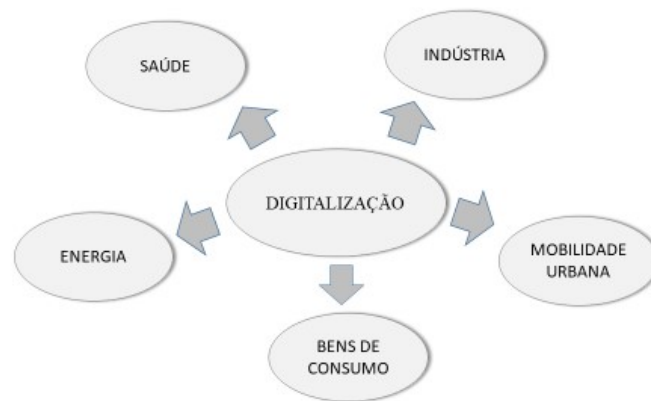 SAÚDE
INDÚSTRIA
DIGITALIZAÇÃO
ENERGIA
MOBILIDADE
URBANA
BENS DE
CONSUMO